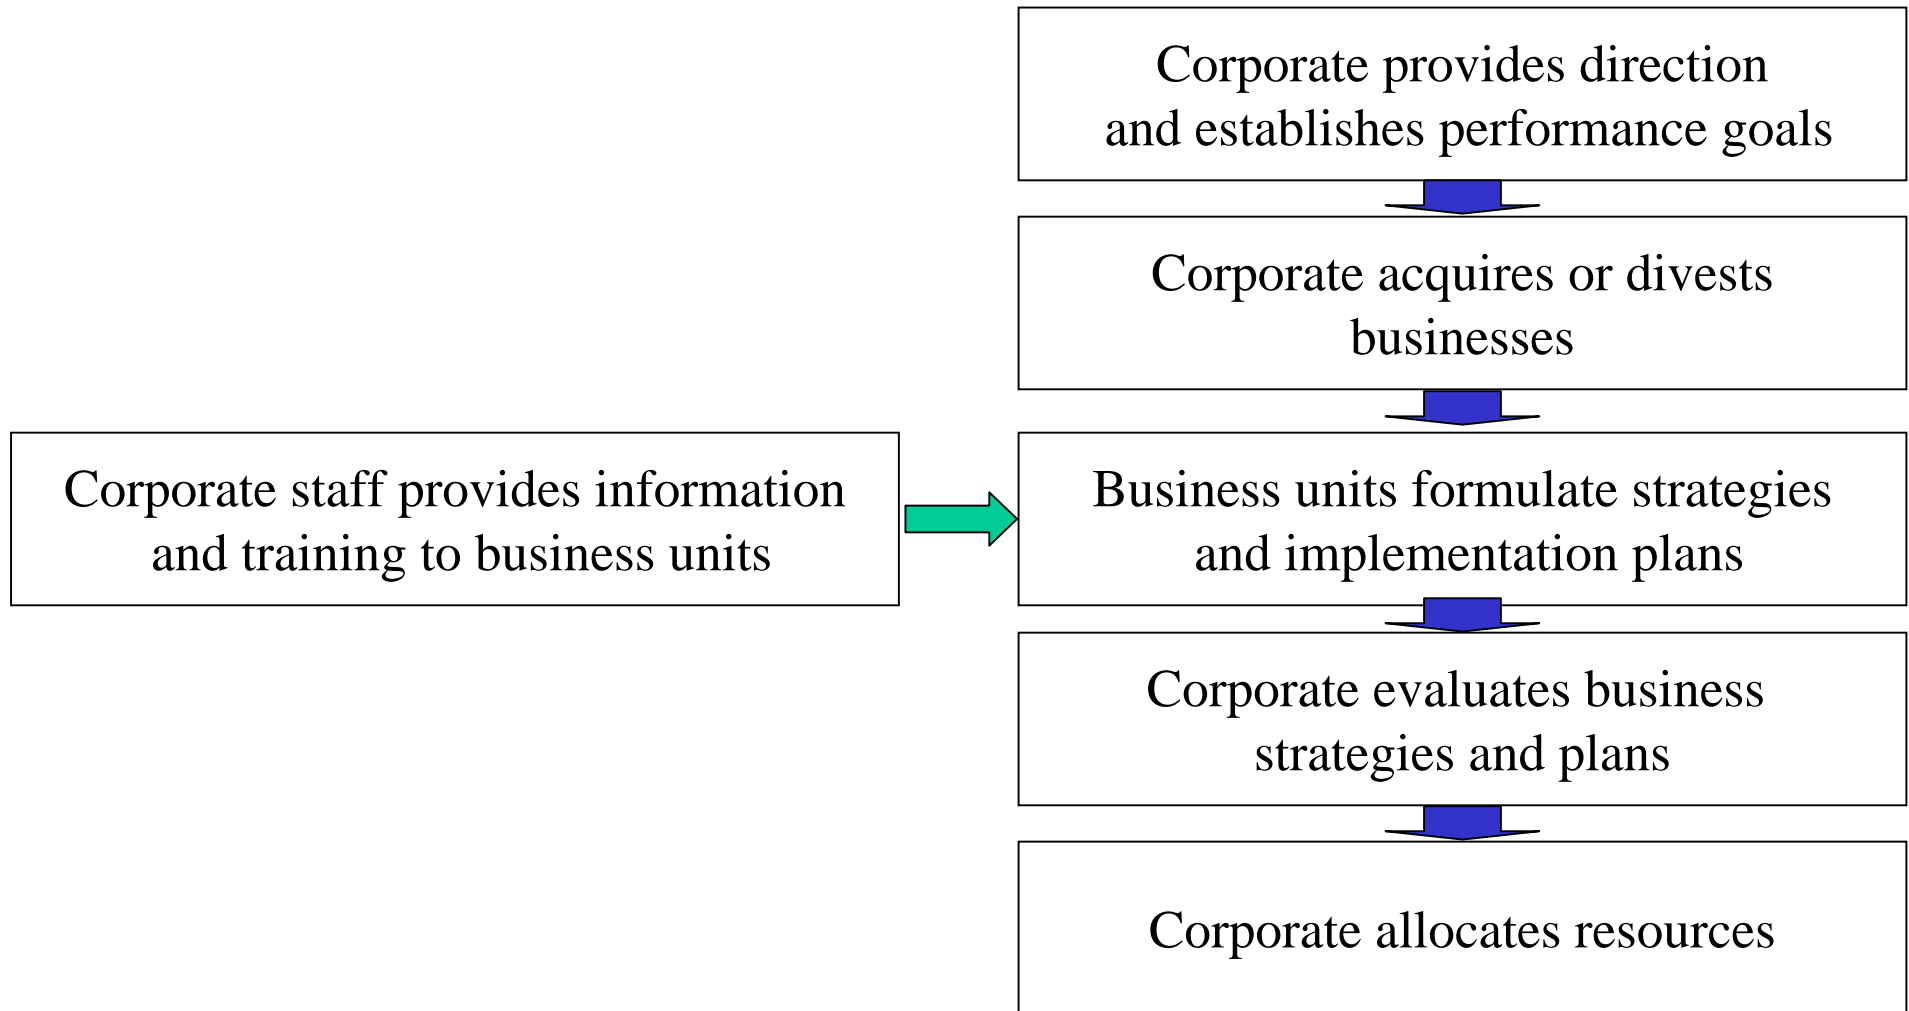 Corporate provides direction
and establishes performance goals
Corporate acquires or divests
businesses
Corporate staff provides information
and training to business units
Business units formulate strategies
and implementation plans
Corporate evaluates business
strategies and plans
Corporate allocates resources